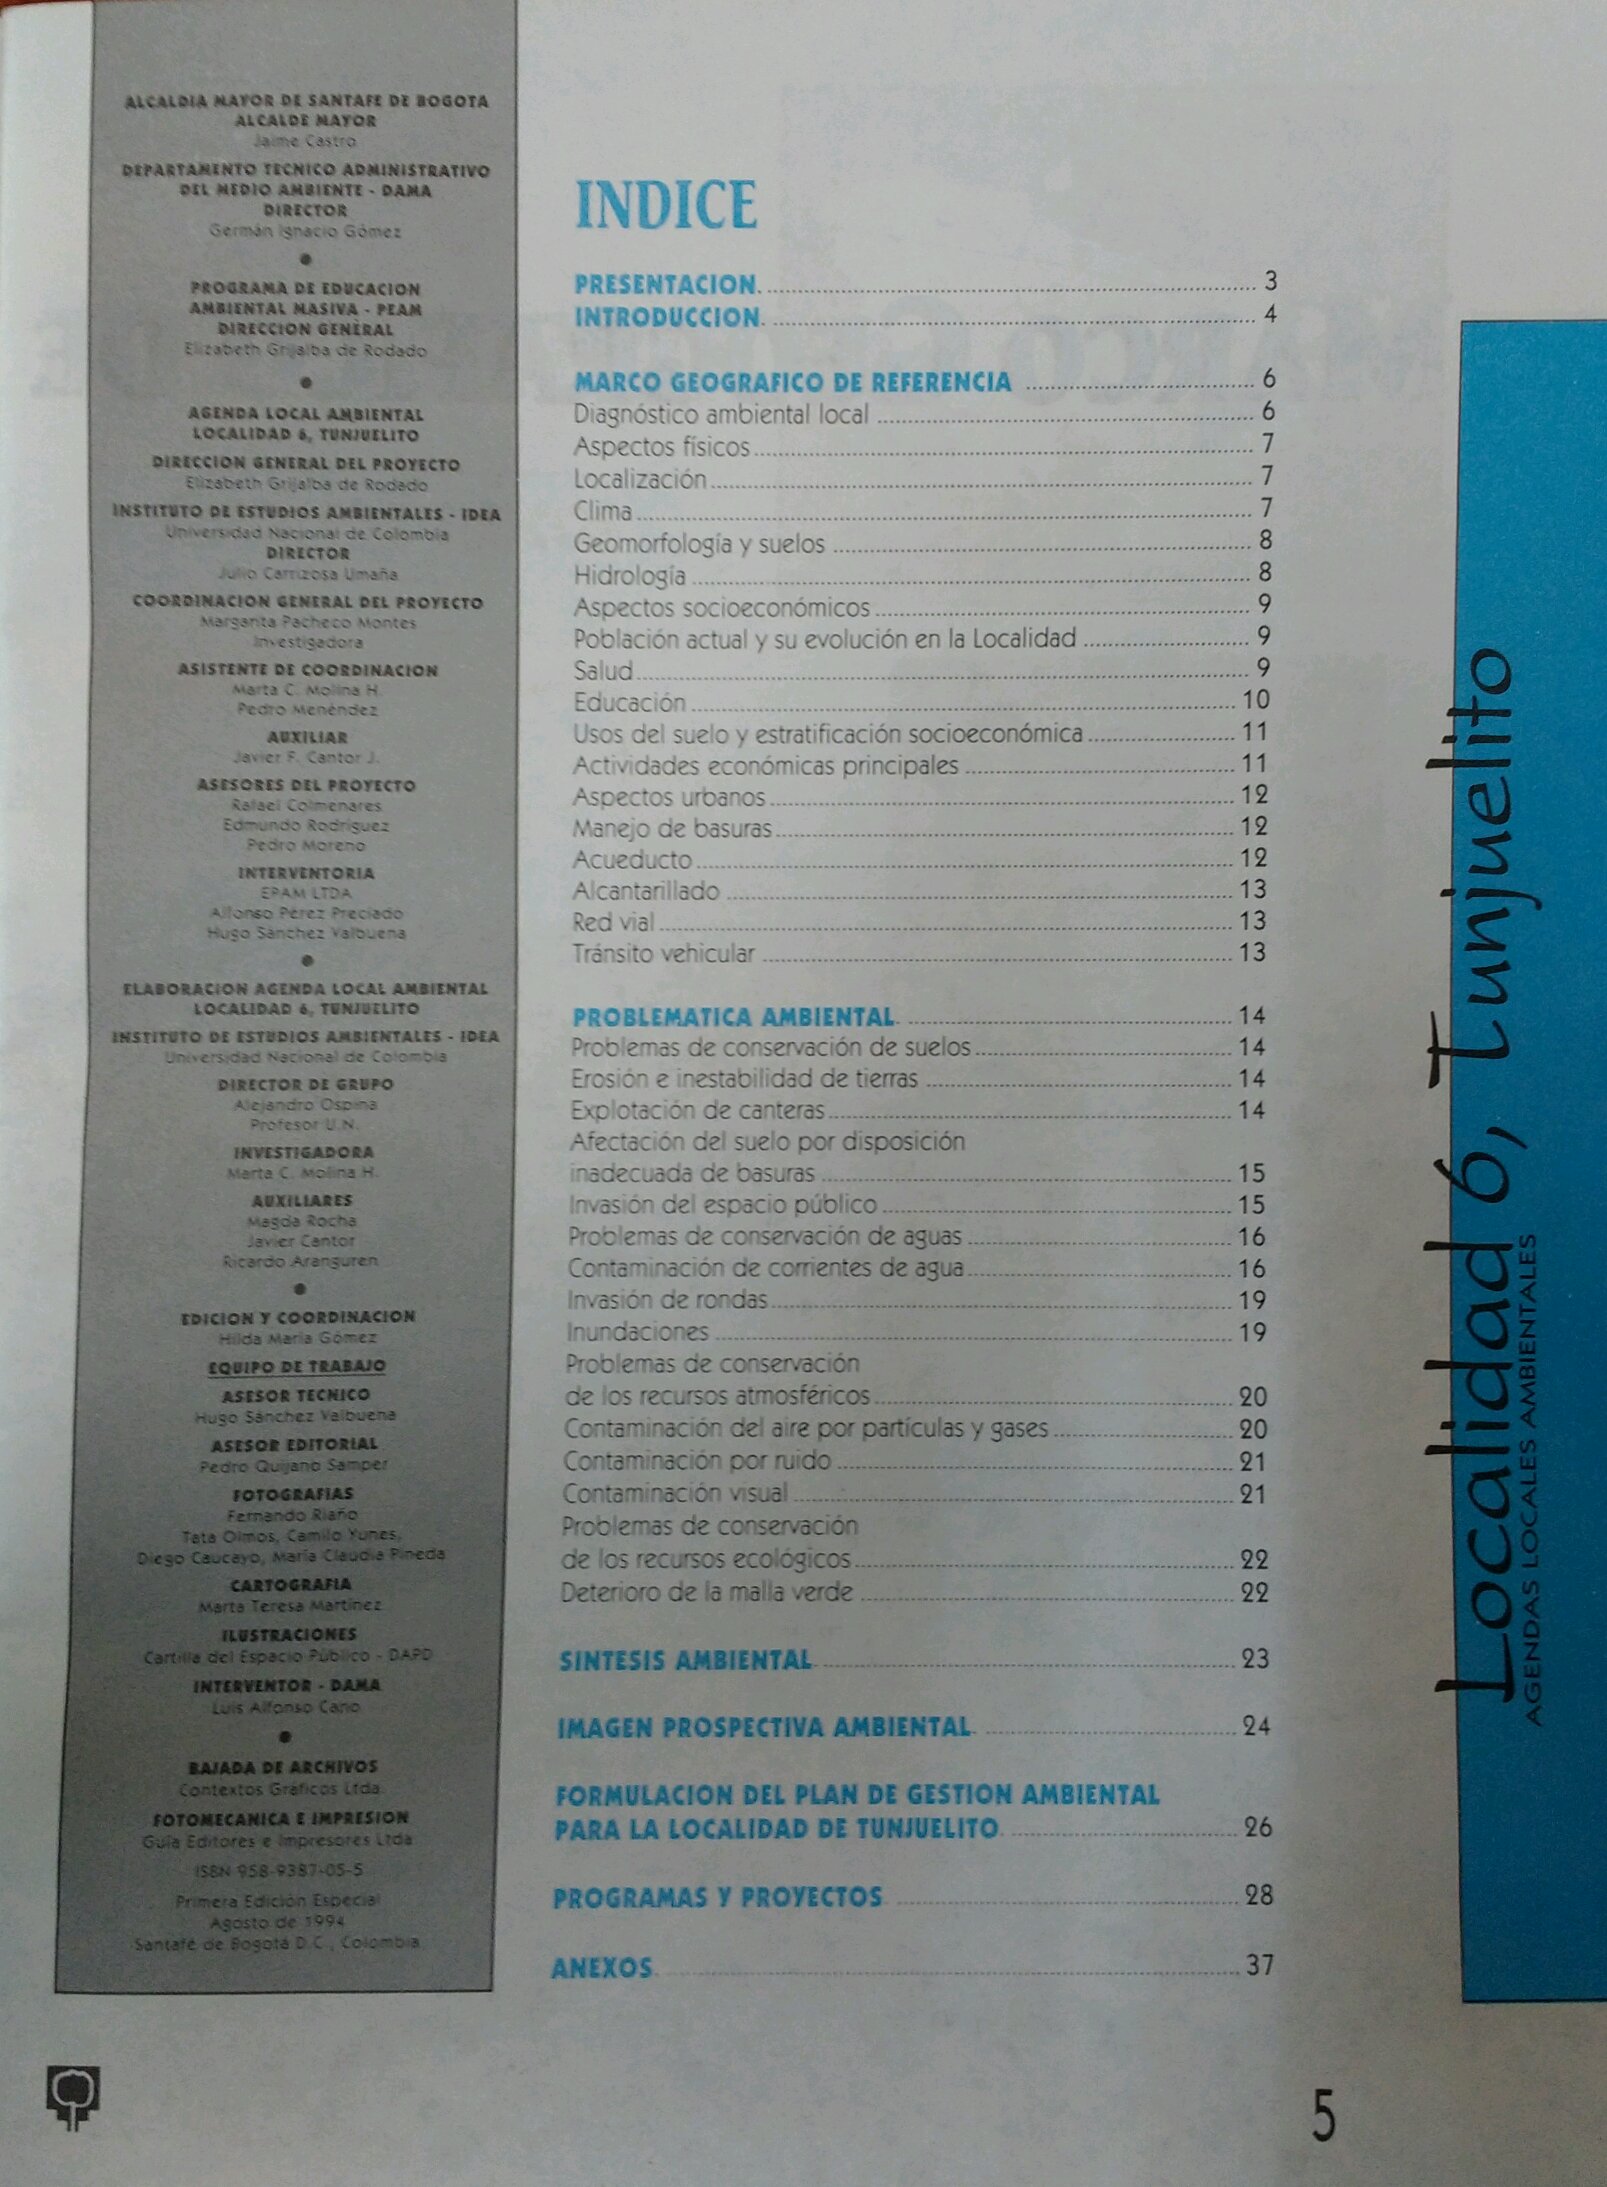 ALCALDIA MAYOR DE SANTAFE DE BOGOTA
ALCALDE MAYOR
Jaime Castro
DEPARTAMENTO TECNICO ADMINISTRATIVO
DEL MEDIO AMBIENTE - DAMA
DIRECTOR
Germán Ignacio Gómez
PROGRAMA DE EDUCACION
AMBIENTAL MASIVA - PEAM
DIRECCION GENERAL
Elizabeth Grijalba de Rodado
AGENDA LOCAL AMBIENTAL
LOCALIDAD 6, TUNJUELITO
DIRECCION GENERAL DEL PROYECTO
Elizabeth Grijalba de Rodado
INSTITUTO DE ESTUDIOS AMBIENTALES - IDEA
Universidad Nacional de Colombia
DIRECTOR
Julio Carrizosa Umaña
COORDINACION GENERAL DEL PROYECTO
Margarita Pacheco Montes
Investigadora
ASISTENTE DE COORDINACION
Marta C. Molina H.
Pedro Menéndez
AUXILIAR
Javier F. Cantor J.
ASESORES DEL PROYECTO
Rafael Colmenares
Edmundo Rodríguez
Pedro Moreno
INTERVENTORIA
EPAM LTDA
Alfonso Pérez Preciado
Hugo Sánchez Valbuena
ELABORACION AGENDA LOCAL AMBIENTAL
LOCALIDAD 6, TUNJUELITO
INSTITUTO DE ESTUDIOS AMBIENTALES - IDEA
Universidad Nacional de Colombia
DIRECTOR DE GRUPO
Alejandro Ospina
Profesor U.N.
INVESTIGADORA
Marta C. Molina H.
AUXILIARES
Magda Rocha
Javier Cantor
Ricardo Aranguren
EDICION Y COORDINACION
Hilda María Gómez
EQUIPO DE TRABAJO
ASESOR TECNICO
Hugo Sánchez Valbuena
ASESOR EDITORIAL
Pedro Quijano Samper
FOTOGRAFIAS
Fernando Riaño
Tata Olmos, Camilo Yunes,
Diego Caucayo, María Claudia Pineda
CARTOGRAFIA
Marta Teresa Martínez
ILUSTRACIONES
Cartilla del Espacio Público - DAPD
INTERVENTOR - DAMA
Luis Alfonso Cano
BAJADA DE ARCHIVOS
Contextos Gráficos Ltda.
FOTOMECANICA E IMPRESION
Guía Editores e Impresores Ltda
ISBN 958-9387-05-5
Primera Edición Especial
Agosto de 1994
Santafé de Bogotá D.C., Colombia
INDICE
PRESENTACION. 3
INTRODUCCION. 4
MARCO GEOGRAFICO DE REFERENCIA 6
Diagnóstico ambiental local 6
Aspectos físicos 7
Localización 7
Clima 7
Geomorfología y suelos 8
Hidrología 8
Aspectos socioeconómicos 9
Población actual y su evolución en la Localidad 9
Salud 9
Educación 10
Usos del suelo y estratificación socioeconómica 11
Actividades económicas principales 11
Aspectos urbanos 12
Manejo de basuras 12
Acueducto 12
Alcantarillado 13
Red vial 13
Tránsito vehicular 13
PROBLEMATICA AMBIENTAL 14
Problemas de conservación de suelos 14
Erosión e inestabilidad de tierras 14
Explotación de canteras 14
Afectación del suelo por disposición
inadecuada de basuras 15
Invasión del espacio público 15
Problemas de conservación de aguas 16
Contaminación de corrientes de agua 16
Invasión de rondas 19
Inundaciones 19
Problemas de conservación
de los recursos atmosféricos 20
Contaminación del aire por partículas y gases 20
Contaminación por ruido 21
Contaminación visual 21
Problemas de conservación
de los recursos ecológicos 22
Deterioro de la malla verde 22
SINTESIS AMBIENTAL 23
IMAGEN PROSPECTIVA AMBIENTAL 24
FORMULACION DEL PLAN DE GESTION AMBIENTAL
PARA LA LOCALIDAD DE TUNJUELITO 26
PROGRAMAS Y PROYECTOS 28
ANEXOS 37
Localidad 6, Tunjuelito
AGENDAS LOCALES AMBIENTALES
5